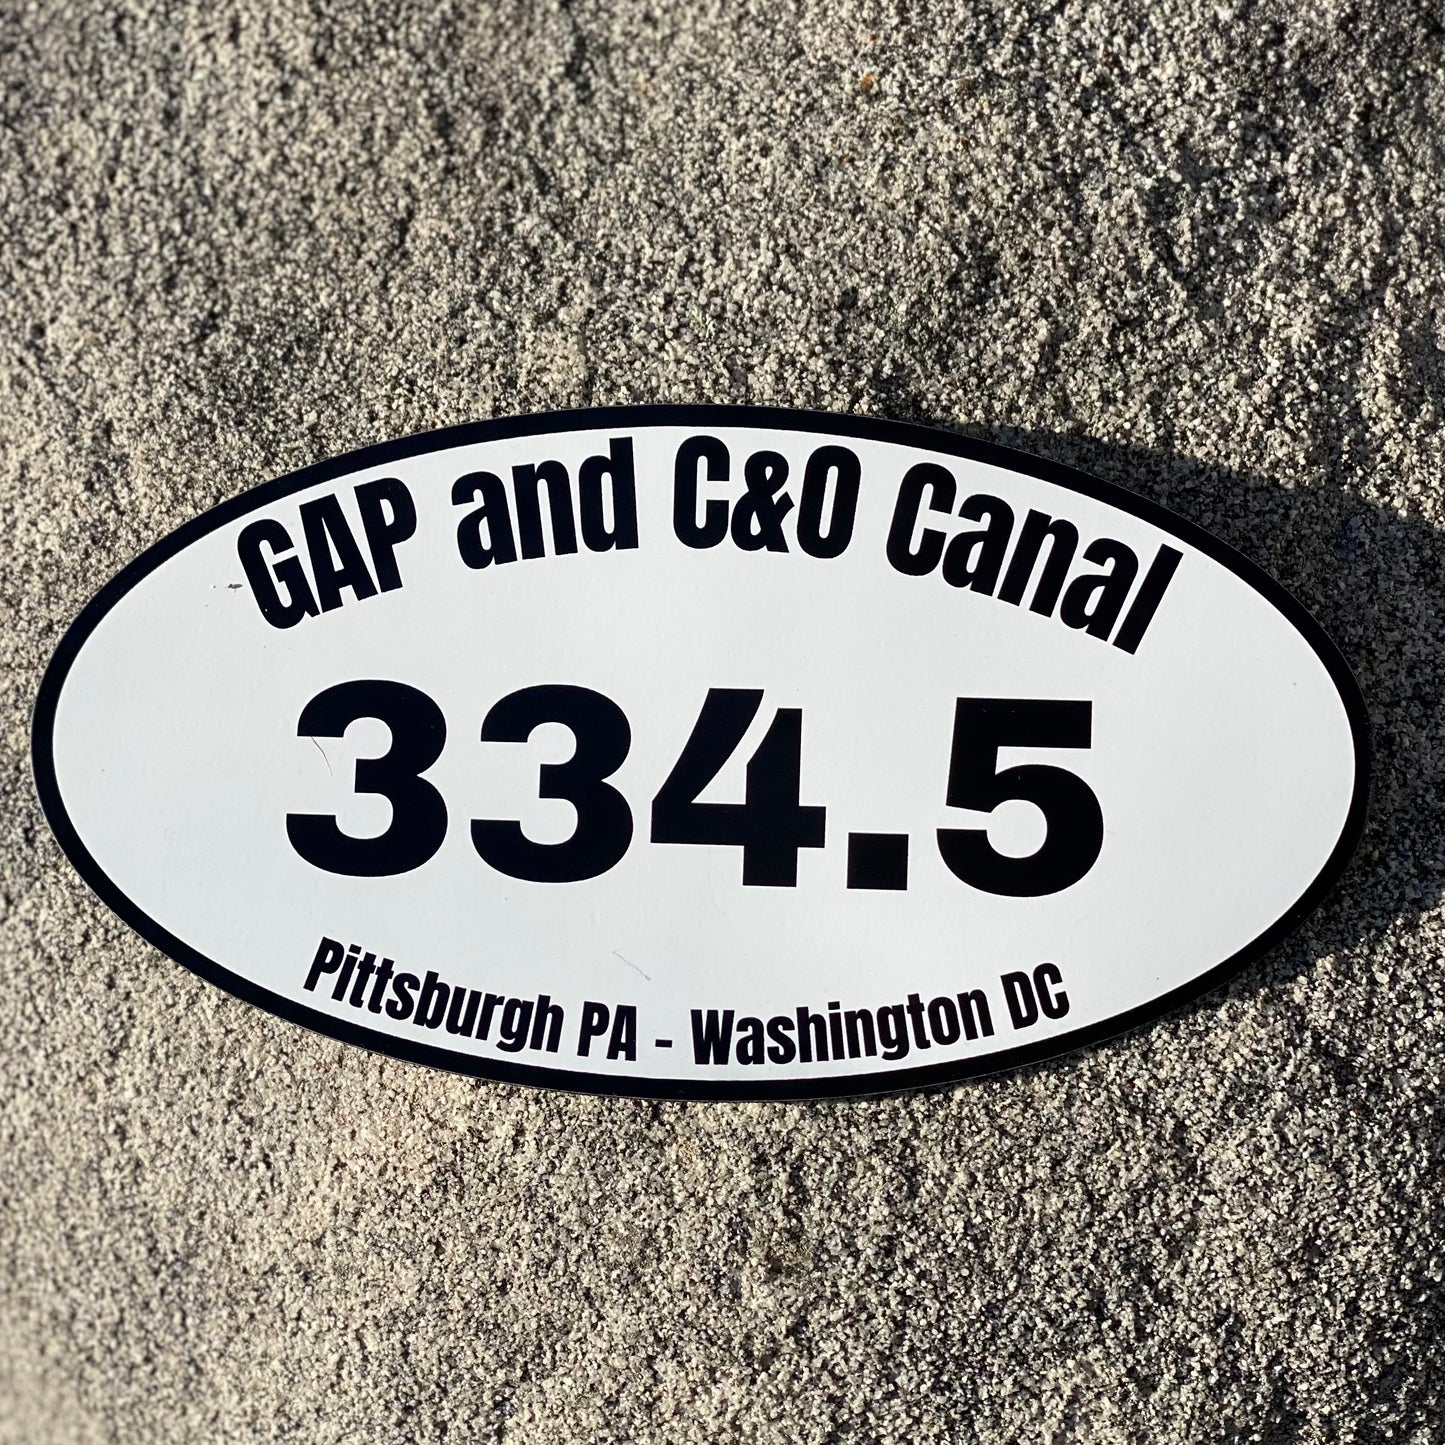 GAP and C&O Canal
334.5
Pittsburgh PA - Washington DC